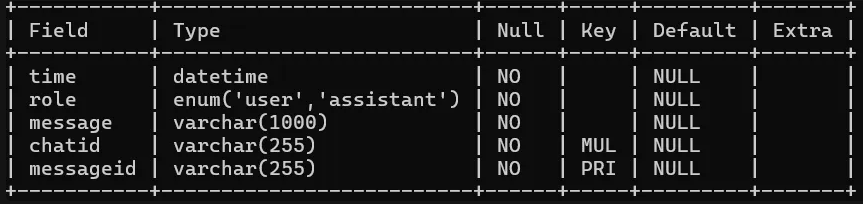 +------------+--------------------------+------+-----+---------+-------+
| Field      | Type                     | Null | Key | Default | Extra |
+------------+--------------------------+------+-----+---------+-------+
| time       | datetime                 | NO   |     | NULL    |       |
| role       | enum('user','assistant') | NO   |     | NULL    |       |
| message    | varchar(1000)            | NO   |     | NULL    |       |
| chatid     | varchar(255)             | NO   | MUL | NULL    |       |
| messageid  | varchar(255)             | NO   | PRI | NULL    |       |
+------------+--------------------------+------+-----+---------+-------+